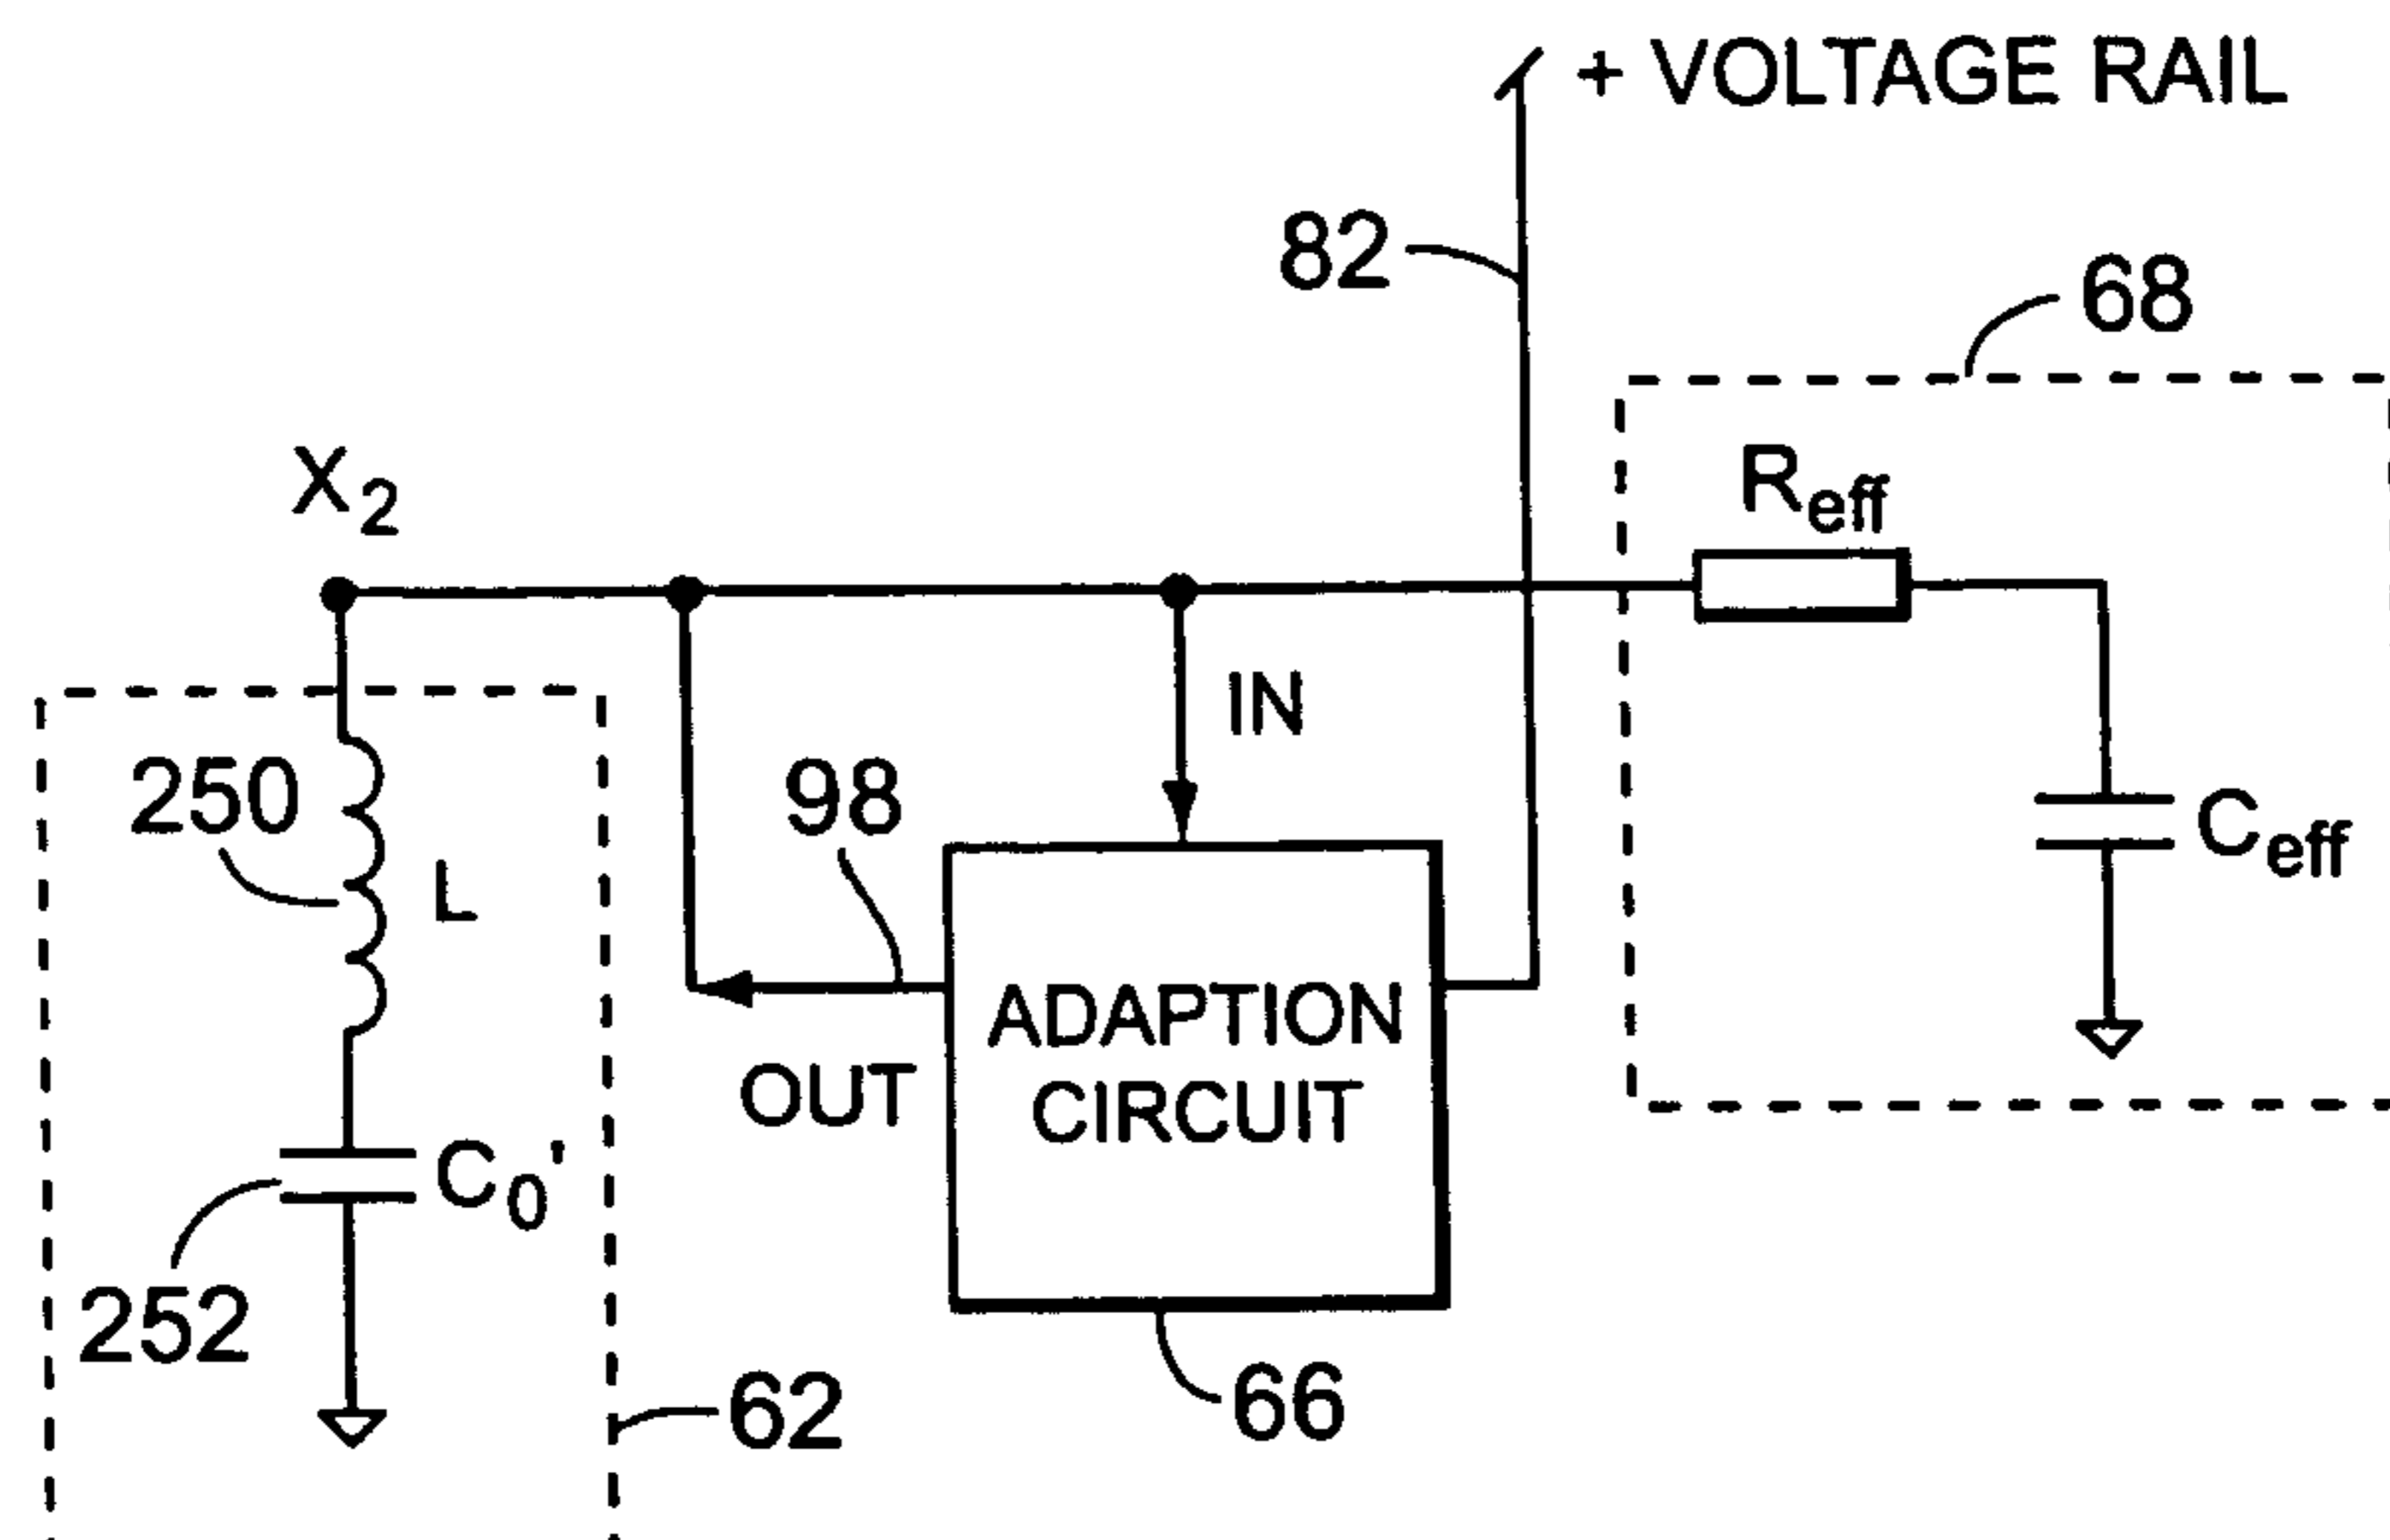 + VOLTAGE RAIL
82
68
X2
Reff
IN
250
98
L
Ceff
ADAPTION
CIRCUIT
OUT
C0'
252
62
66